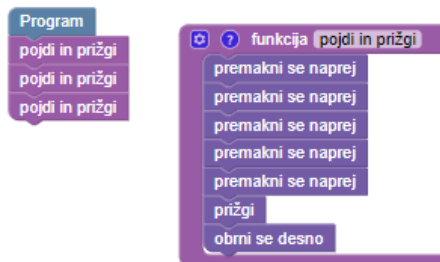 Program
pojdi in prižgi
pojdi in prižgi
pojdi in prižgi
? funkcija pojdi in prižgi
premakni se naprej
premakni se naprej
premakni se naprej
premakni se naprej
premakni se naprej
prižgi
obrni se desno